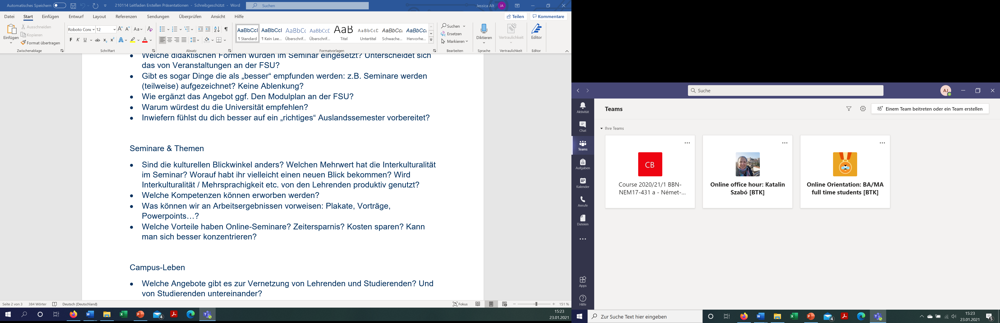 Automatisches Speichern
210114 Leitfaden Erstellen Präsentationen - Schreibgeschützt - Word
Suchen
Jessica Alt
JA
Datei Start Einfügen Entwurf Layout Referenzen Sendungen Überprüfen Ansicht Hilfe
Teilen
Kommentare
Einfügen
Ausschneiden
Kopieren
Format übertragen
Zwischenablage
Roboto Con
12
F K U ab x₂ x²
Schriftart
Absatz
AaBbCcI AaBbCcI AaBbC AaBbCcD AaB AaBbCcD AaBbCcI AaBbCcI
¶ Standard ¶ Kein Lee... Überschrif... Überschrif... Titel Untertitel Schwache... Hervorhe...
Formatvorlagen
Suchen
Ersetzen
Markieren
Bearbeiten
Diktieren
Sprache
Vertraulichkeit
Vertraulichkeit
Editor
Editor
• Welche didaktischen Formen wurden im Seminar eingesetzt? Unterscheidet sich
das von Veranstaltungen an der FSU?
• Gibt es sogar Dinge die als „besser“ empfunden werden: z.B. Seminare werden
(teilweise) aufgezeichnet? Keine Ablenkung?
• Wie ergänzt das Angebot ggf. Den Modulplan an der FSU?
• Warum würdest du die Universität empfehlen?
• Inwiefern fühlst du dich besser auf ein „richtiges“ Auslandssemester vorbereitet?
Seminare & Themen
• Sind die kulturellen Blickwinkel anders? Welchen Mehrwert hat die Interkulturalität
im Seminar? Worauf habt ihr vielleicht einen neuen Blick bekommen? Wird
Interkulturalität / Mehrsprachigkeit etc. von den Lehrenden produktiv genutzt?
• Welche Kompetenzen können erworben werden?
• Was können wir an Arbeitsergebnissen vorweisen: Plakate, Vorträge,
Powerpoints…?
• Welche Vorteile haben Online-Seminare? Zeitersparnis? Kosten sparen? Kann
man sich besser konzentrieren?
Campus-Leben
• Welche Angebote gibt es zur Vernetzung von Lehrenden und Studierenden? Und
von Studierenden untereinander?
Seite 2 von 3 384 Wörter Deutsch (Deutschland)
Fokus
151 %
4
15:23
23.01.2021
Suche
AJ
Aktivität
Chat
Teams
Aufgaben
Kalender
Anrufe
Dateien
Apps
Hilfe
Teams
Einem Team beitreten oder ein Team erstellen
Ihre Teams
CB
Course 2020/21/1 BBN-
NEM17-431 a - Német-...
Online office hour: Katalin
Szabó [BTK]
Online Orientation: BA/MA
full time students [BTK]
Zur Suche Text hier eingeben
4
15:23
23.01.2021
5